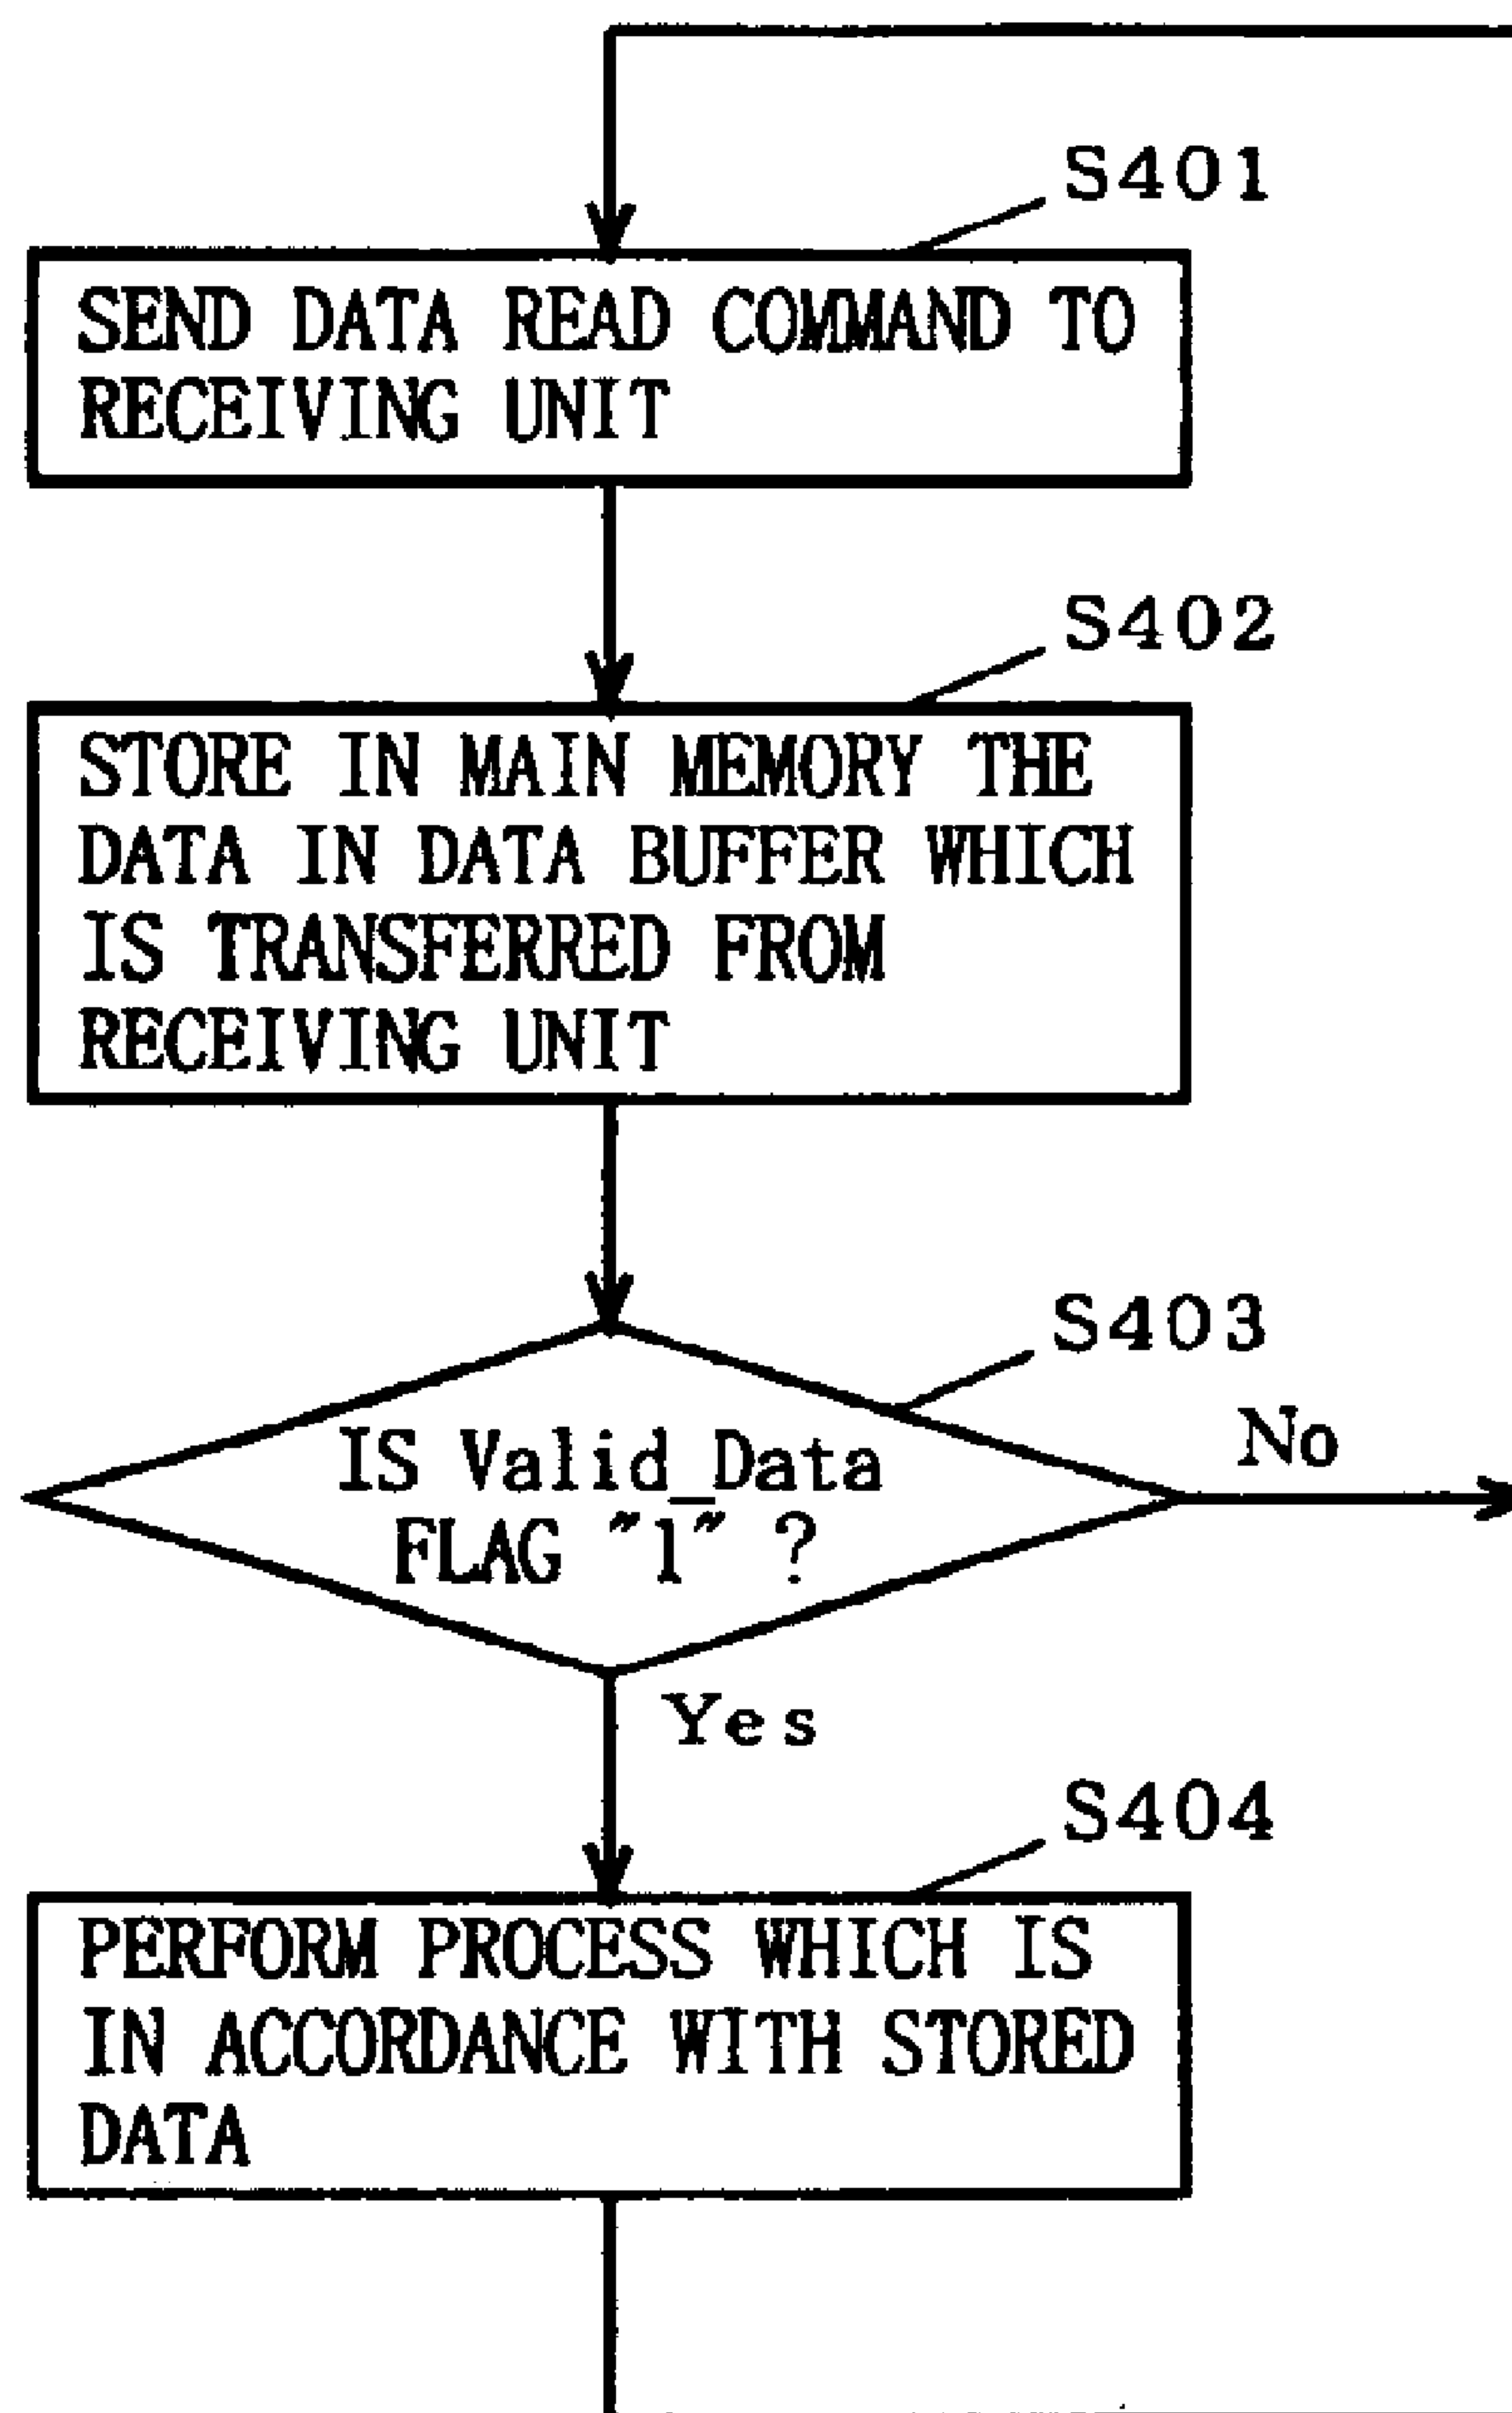 S401
SEND DATA READ COMMAND TO
RECEIVING UNIT
S402
STORE IN MAIN MEMORY THE
DATA IN DATA BUFFER WHICH
IS TRANSFERRED FROM
RECEIVING UNIT
S403
IS Valid_Data
FLAG "1" ?
No
Yes
S404
PERFORM PROCESS WHICH IS
IN ACCORDANCE WITH STORED
DATA